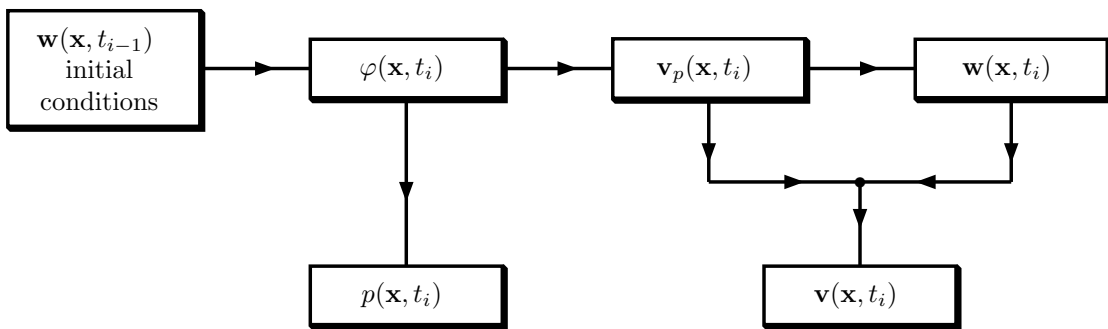 w(x, t_{i−1})
initial
conditions
φ(x, t_i)
v_p(x, t_i)
w(x, t_i)
p(x, t_i)
v(x, t_i)